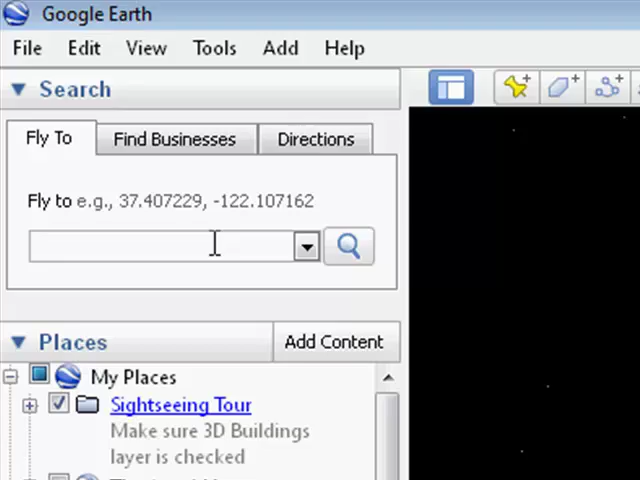 Google Earth
File Edit View Tools Add Help
Search
Fly To Find Businesses Directions
Fly to e.g., 37.407229, -122.107162
Places Add Content
My Places
Sightseeing Tour
Make sure 3D Buildings
layer is checked